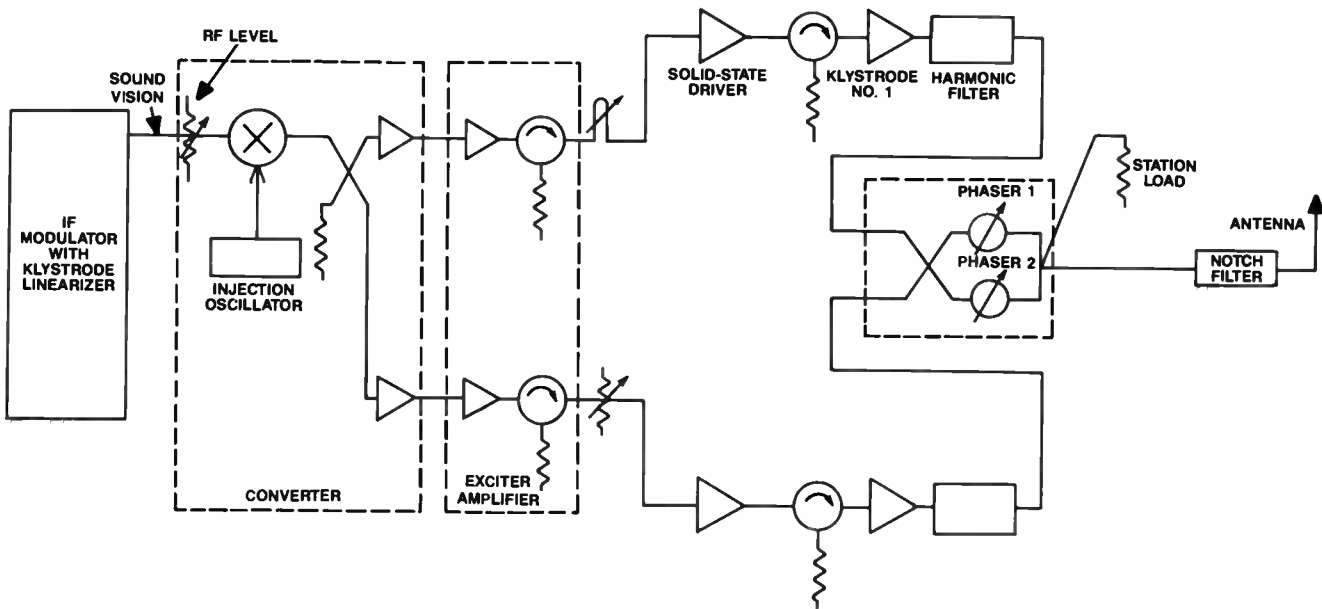 RF LEVEL
SOUND
VISION
IF
MODULATOR
WITH
KLYSTRODE
LINEARIZER
INJECTION
OSCILLATOR
CONVERTER
EXCITER
AMPLIFIER
SOLID-STATE
DRIVER
KLYSTRODE
NO. 1
HARMONIC
FILTER
PHASER 1
PHASER 2
STATION
LOAD
ANTENNA
NOTCH
FILTER